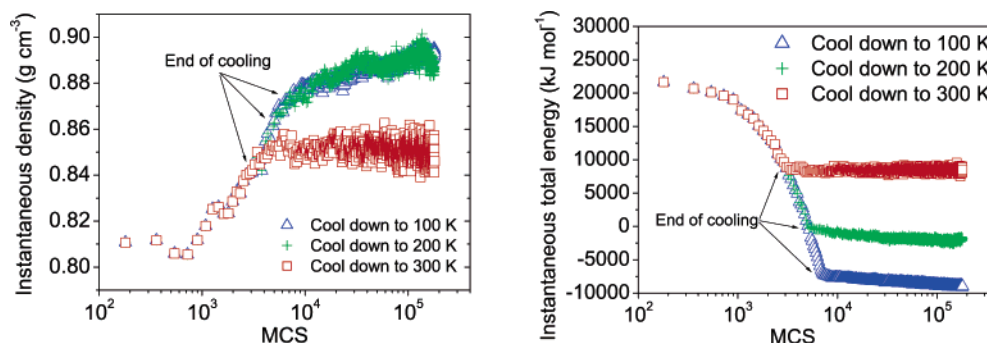 Instantaneous density (g cm⁻³)
0.90
0.88
0.86
0.84
0.82
0.80
End of cooling
Cool down to 100 K
Cool down to 200 K
Cool down to 300 K
10² 10³ 10⁴ 10⁵
MCS
Instantaneous total energy (kJ mol⁻¹)
30000
25000
20000
15000
10000
5000
0
-5000
-10000
Cool down to 100 K
Cool down to 200 K
Cool down to 300 K
End of cooling
10² 10³ 10⁴ 10⁵
MCS